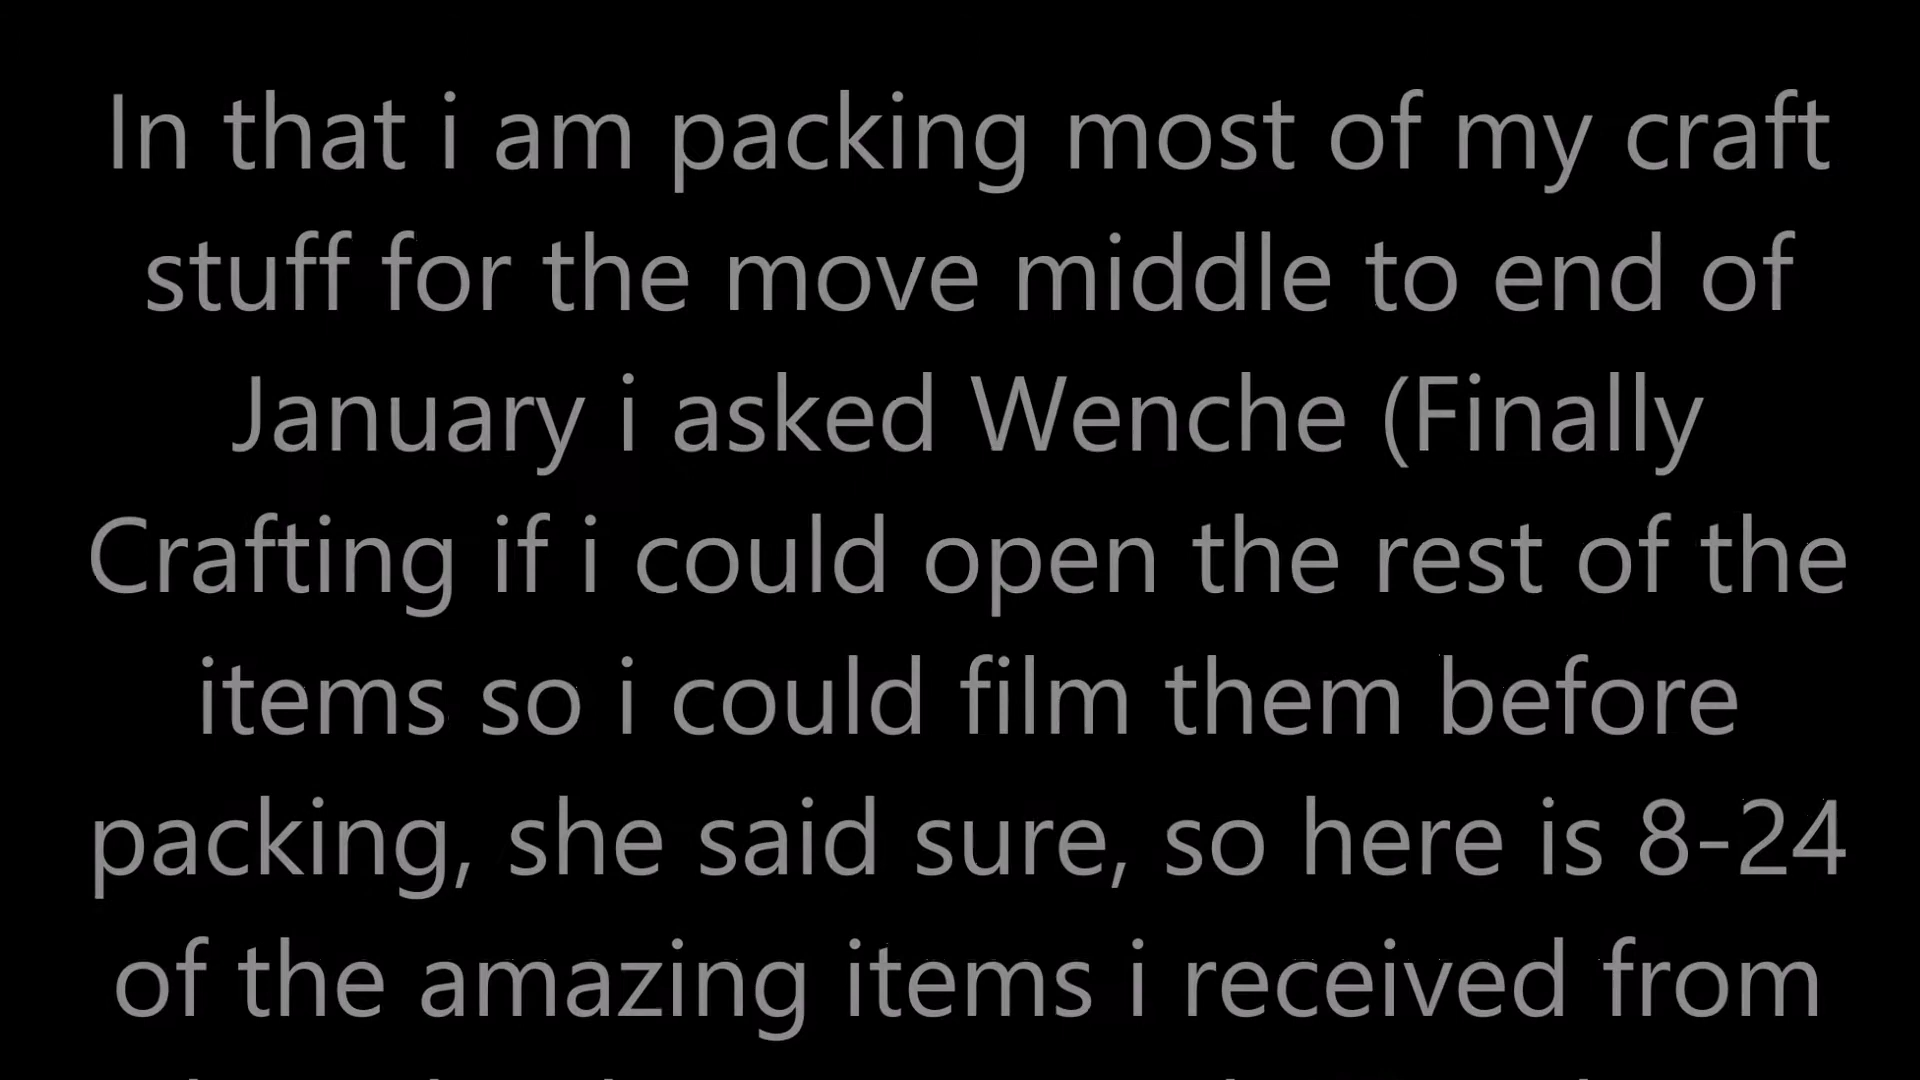 In that i am packing most of my craft
stuff for the move middle to end of
January i asked Wenche (Finally
Crafting if i could open the rest of the
items so i could film them before
packing, she said sure, so here is 8-24
of the amazing items i received from